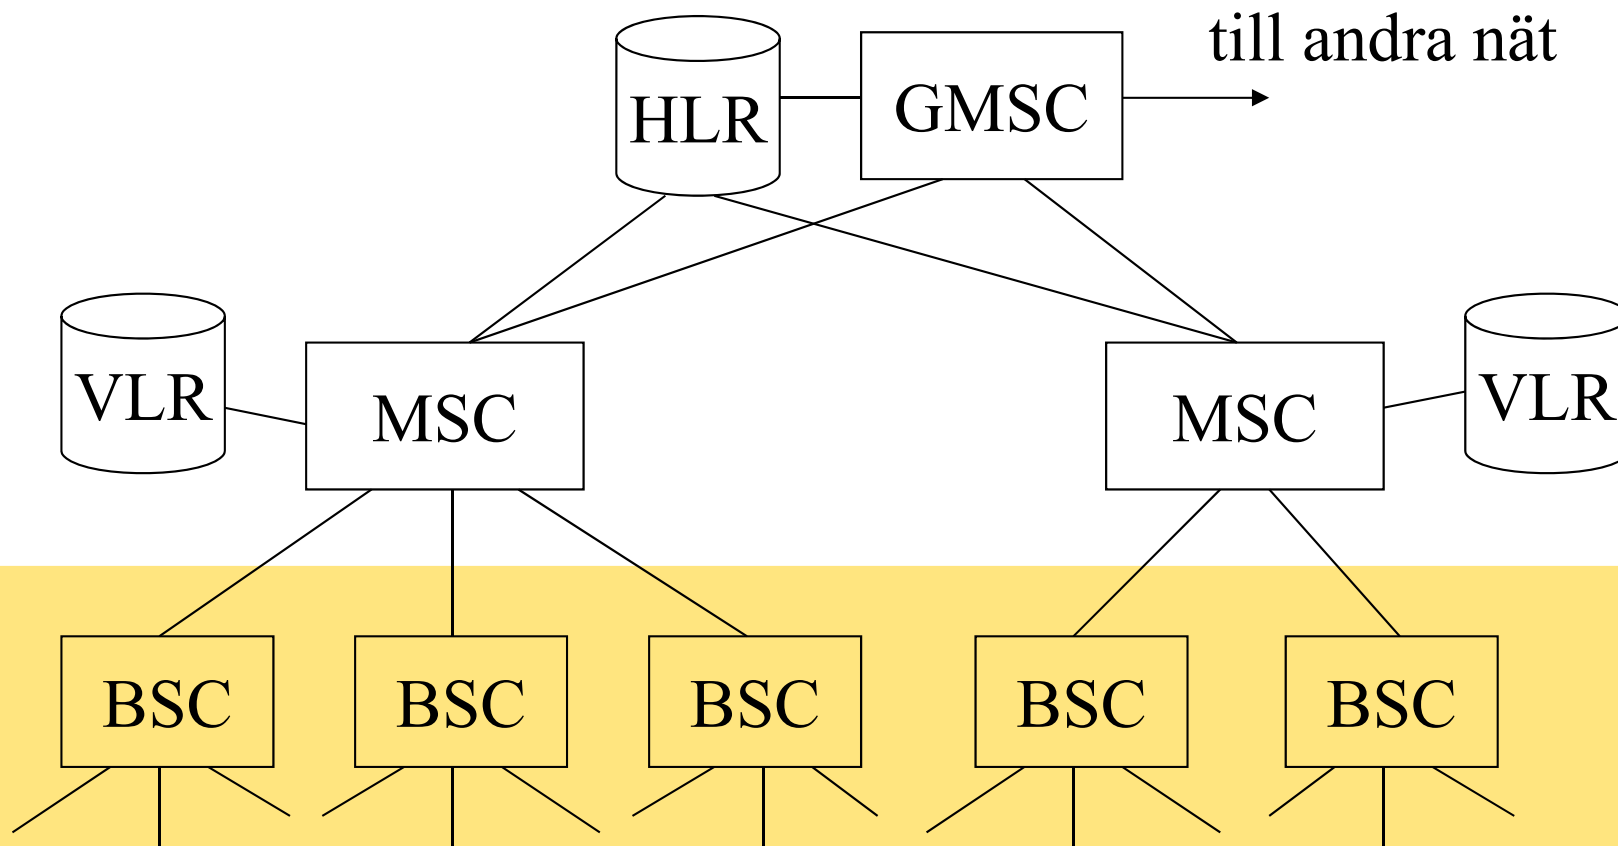 till andra nät
HLR
GMSC
VLR
MSC
MSC
VLR
BSC
BSC
BSC
BSC
BSC